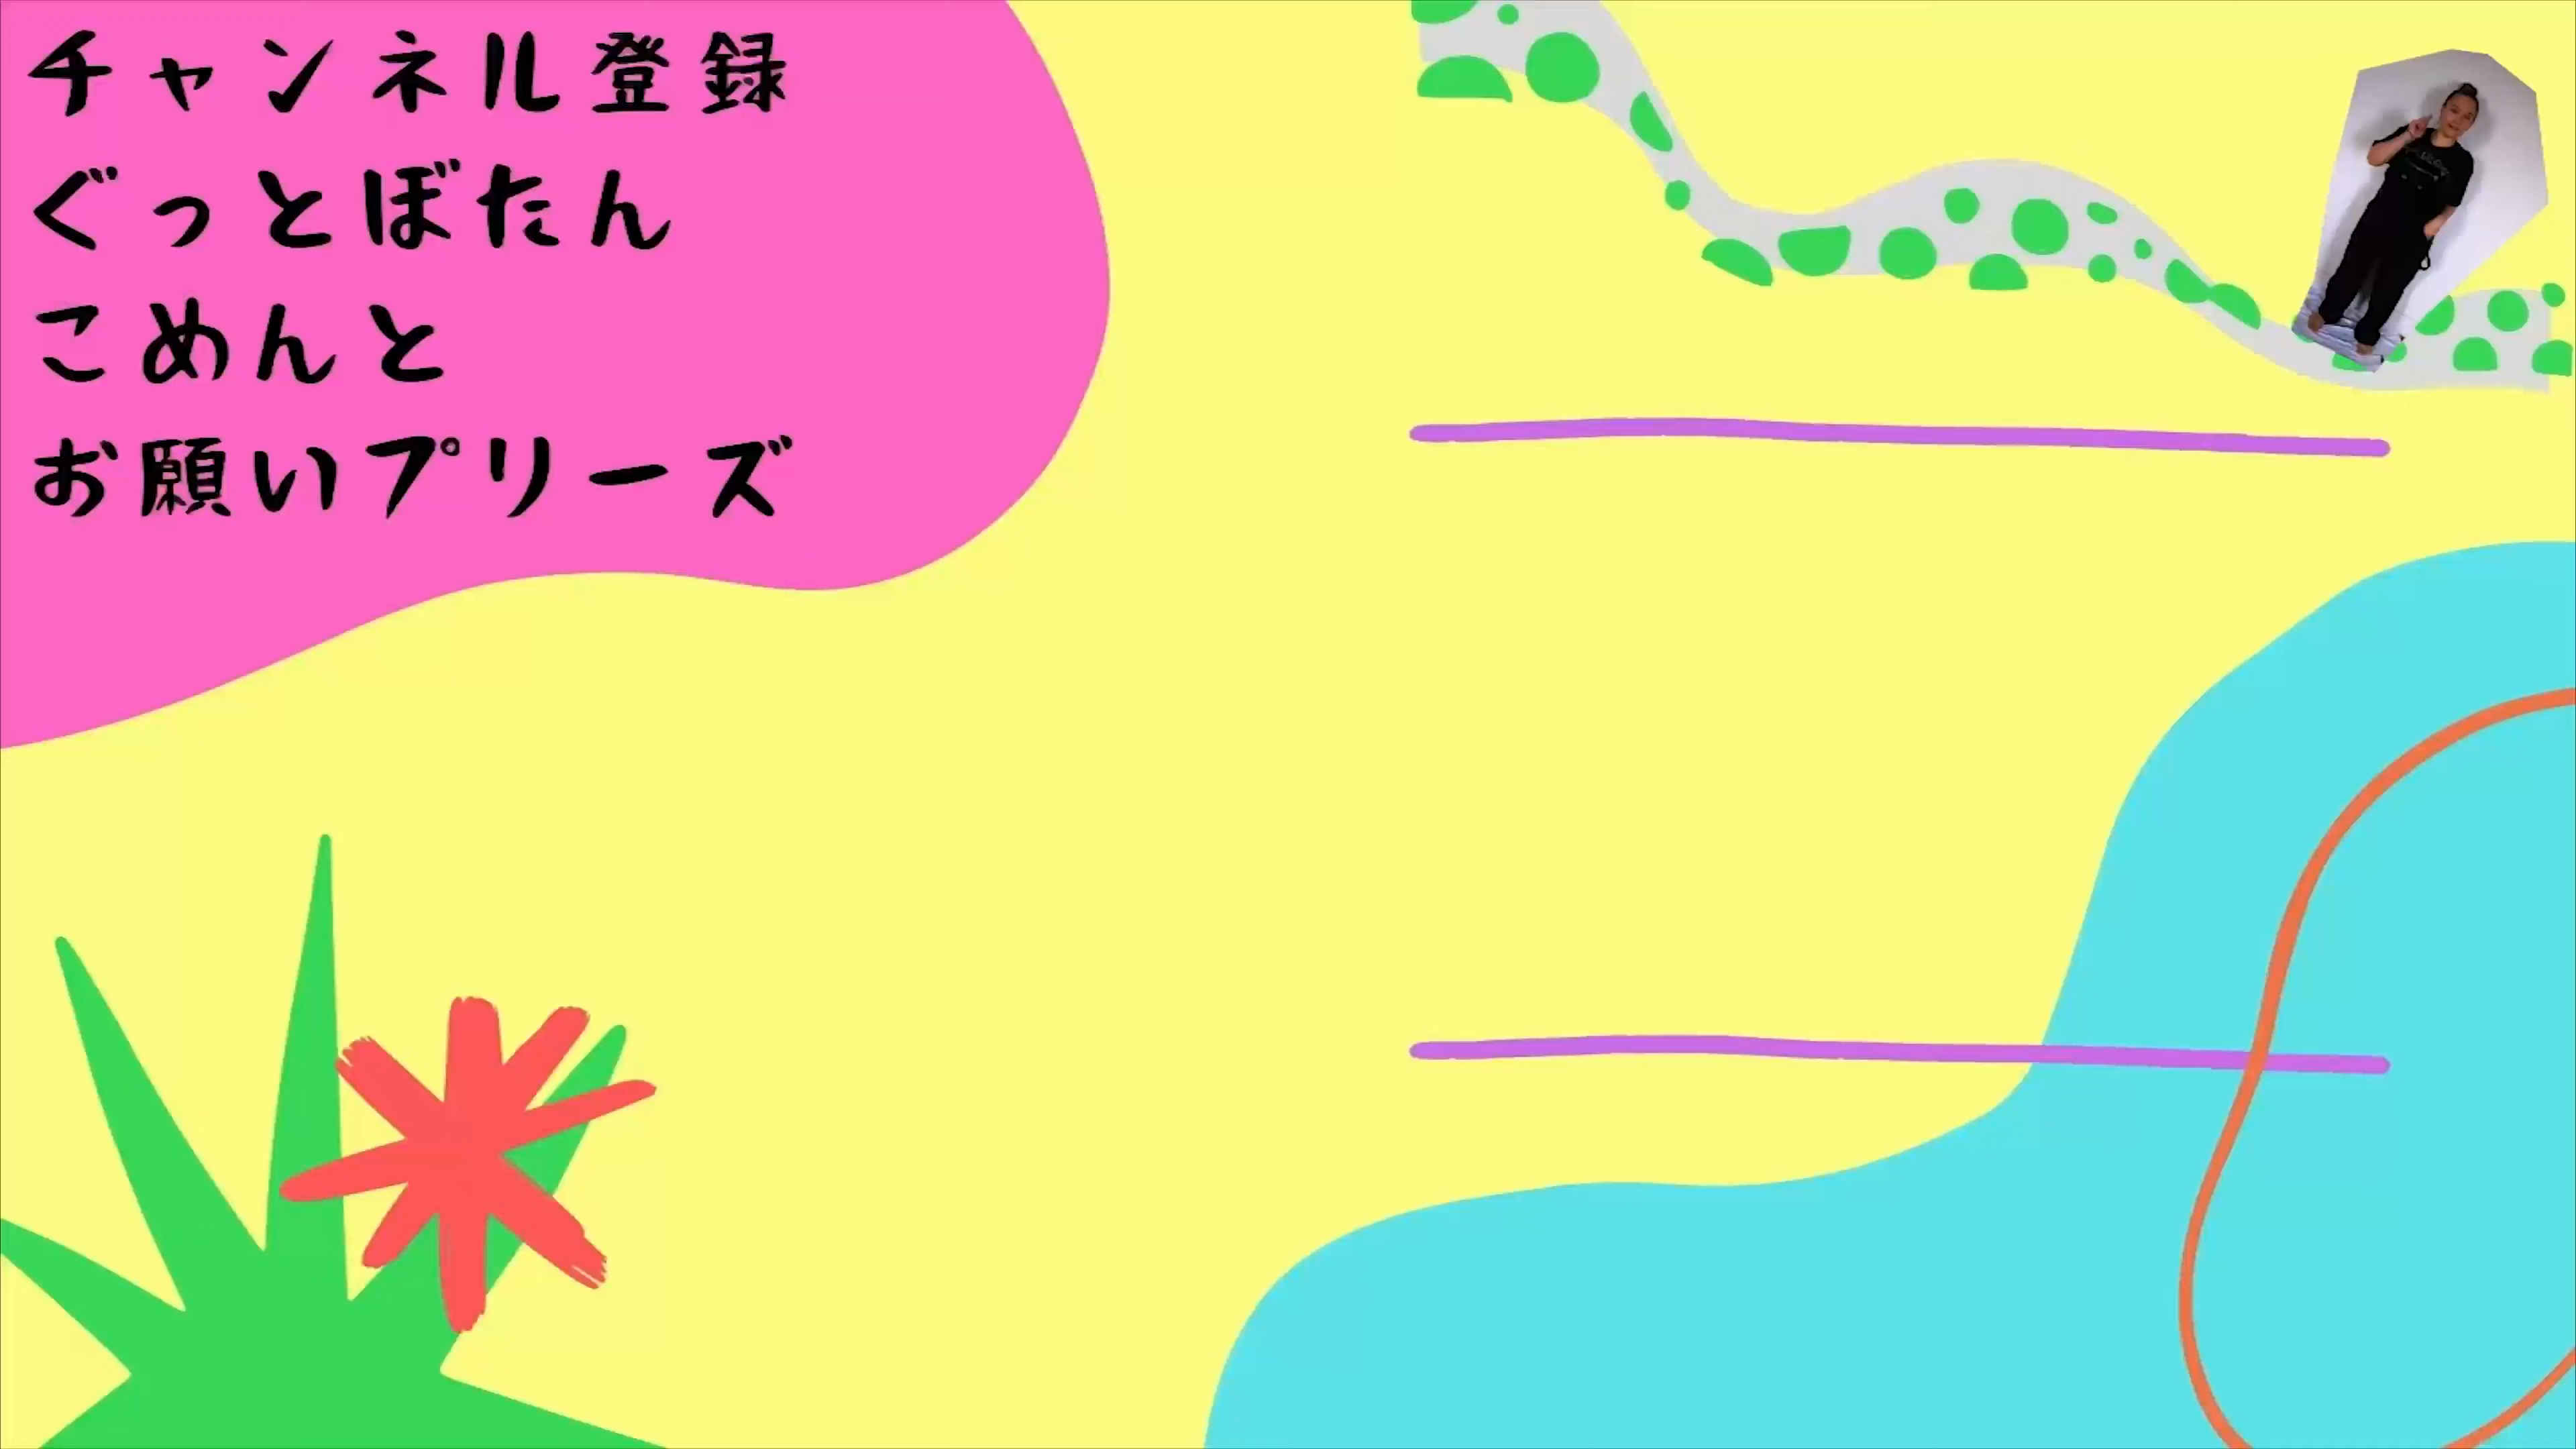 チャンネル登録
ぐっとぼたん
こめんと
お願いプリーズ